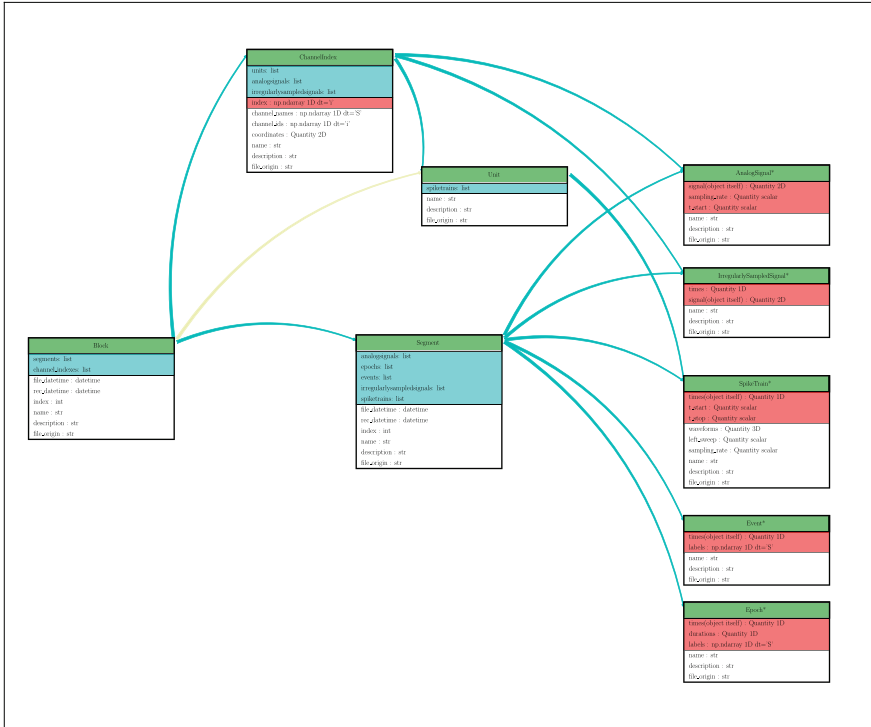 ChannelIndex
units: list
analogsignals: list
irregularlysampledsignals: list
index : np.ndarray 1D dt='i'
channel_names : np.ndarray 1D dt='S'
channel_ids : np.ndarray 1D dt='i'
coordinates : Quantity 2D
name : str
description : str
file_origin : str
Unit
spiketrains: list
name : str
description : str
file_origin : str
AnalogSignal*
signal(object itself) : Quantity 2D
sampling_rate : Quantity scalar
t_start : Quantity scalar
name : str
description : str
file_origin : str
IrregularlySampledSignal*
times : Quantity 1D
signal(object itself) : Quantity 2D
name : str
description : str
file_origin : str
Block
segments: list
channel_indexes: list
file_datetime : datetime
rec_datetime : datetime
index : int
name : str
description : str
file_origin : str
Segment
analogsignals: list
epochs: list
events: list
irregularlysampledsignals: list
spiketrains: list
file_datetime : datetime
rec_datetime : datetime
index : int
name : str
description : str
file_origin : str
SpikeTrain*
times(object itself) : Quantity 1D
t_start : Quantity scalar
t_stop : Quantity scalar
waveforms : Quantity 3D
left_sweep : Quantity scalar
sampling_rate : Quantity scalar
name : str
description : str
file_origin : str
Event*
times(object itself) : Quantity 1D
labels : np.ndarray 1D dt='S'
name : str
description : str
file_origin : str
Epoch*
times(object itself) : Quantity 1D
durations : Quantity 1D
labels : np.ndarray 1D dt='S'
name : str
description : str
file_origin : str